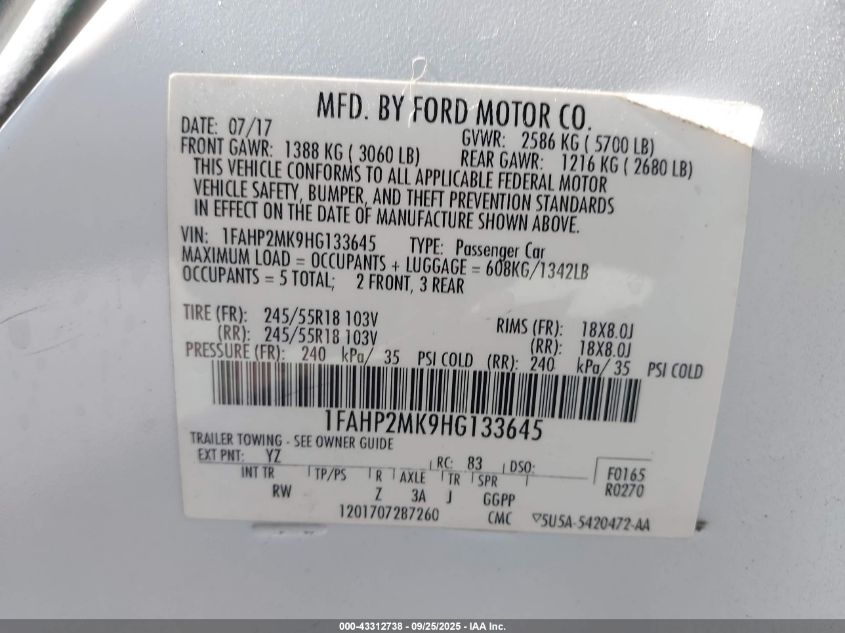 MFD. BY FORD MOTOR CO.
DATE: 07/17 GVWR: 2586 KG ( 5700 LB)
FRONT GAWR: 1388 KG ( 3060 LB) REAR GAWR: 1216 KG ( 2680 LB)
THIS VEHICLE CONFORMS TO ALL APPLICABLE FEDERAL MOTOR
VEHICLE SAFETY, BUMPER, AND THEFT PREVENTION STANDARDS
IN EFFECT ON THE DATE OF MANUFACTURE SHOWN ABOVE.
VIN: 1FAHP2MK9HG133645 TYPE: Passenger Car
MAXIMUM LOAD = OCCUPANTS + LUGGAGE = 608KG/1342LB
OCCUPANTS = 5 TOTAL; 2 FRONT, 3 REAR
TIRE (FR): 245/55R18 103V RIMS (FR): 18X8.0J
(RR): 245/55R18 103V (RR): 18X8.0J
PRESSURE (FR): 240 kPa/ 35 PSI COLD (RR): 240 kPa/ 35 PSI COLD
1FAHP2MK9HG133645
TRAILER TOWING - SEE OWNER GUIDE
EXT PNT: YZ RC: 83 DSO: F0165
INT TR TP/PS R AXLE TR SPR R0270
RW Z 3A J GGPP
1201707287260 CMC ▽5U5A-5420472-AA
000-43312738 - 09/25/2025 - IAA Inc.